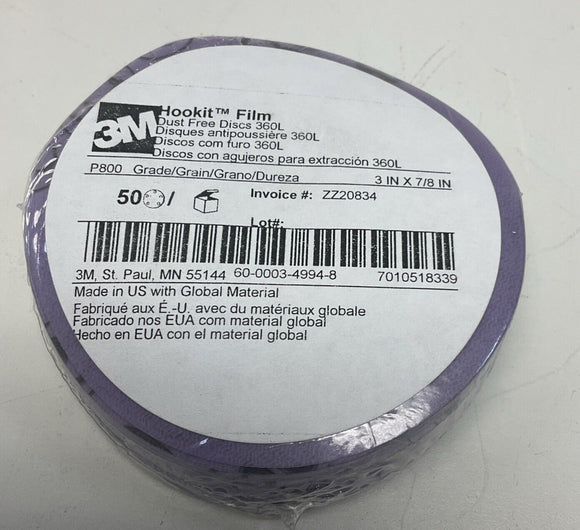 3M
Hookit™ Film
Dust Free Discs 360L
Disques antipoussière 360L
Discos com furo 360L
Discos con agujeros para extracción 360L
P800 Grade/Grain/Grano/Dureza 3 IN X 7/8 IN
50 / Invoice #: ZZ20834
Lot#:
3M, St. Paul, MN 55144 60-0003-4994-8 7010518339
Made in US with Global Material
Fabriqué aux É.-U. avec du matériaux globale
Fabricado nos EUA com material global
Hecho en EUA con el material global